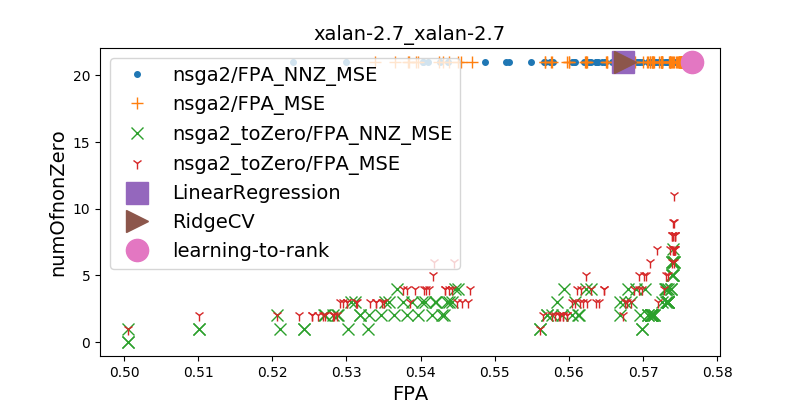 xalan-2.7_xalan-2.7
nsga2/FPA_NNZ_MSE
nsga2/FPA_MSE
nsga2_toZero/FPA_NNZ_MSE
nsga2_toZero/FPA_MSE
LinearRegression
RidgeCV
learning-to-rank
numOfnonZero
20
15
10
5
0
0.50 0.51 0.52 0.53 0.54 0.55 0.56 0.57 0.58
FPA